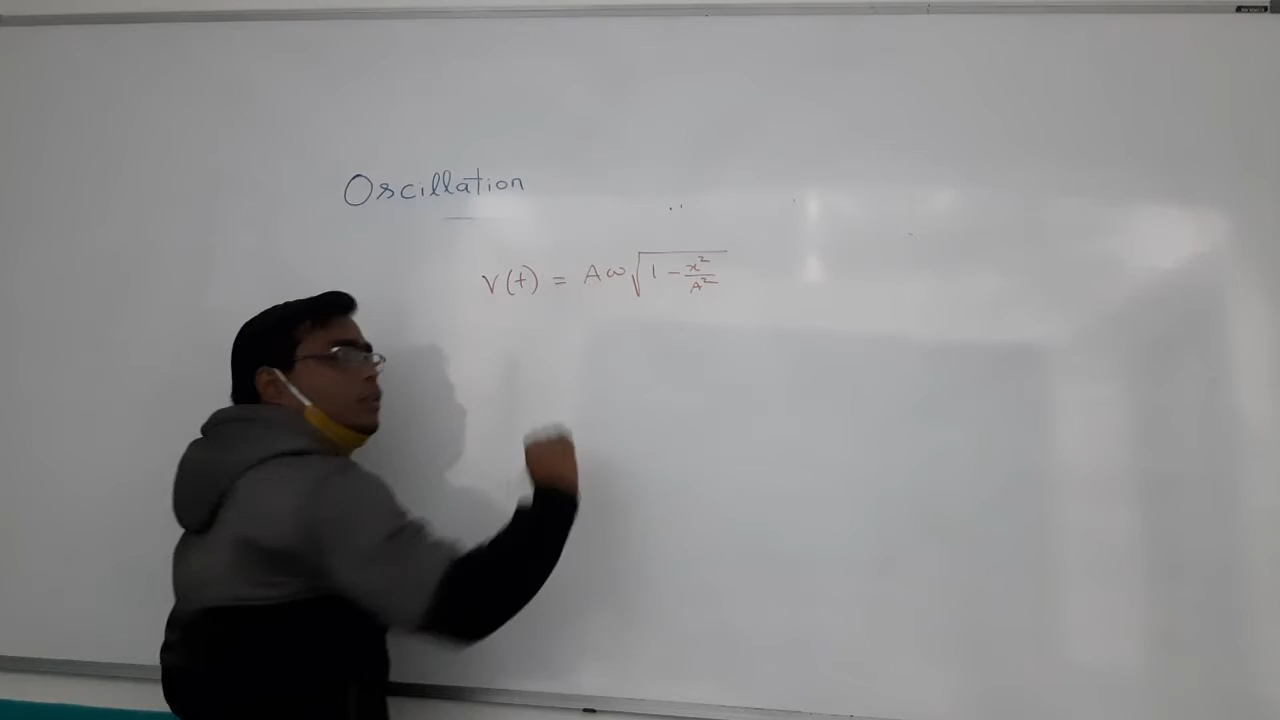 Oscillation
V(t) = Aω√(1 - x²/A²)